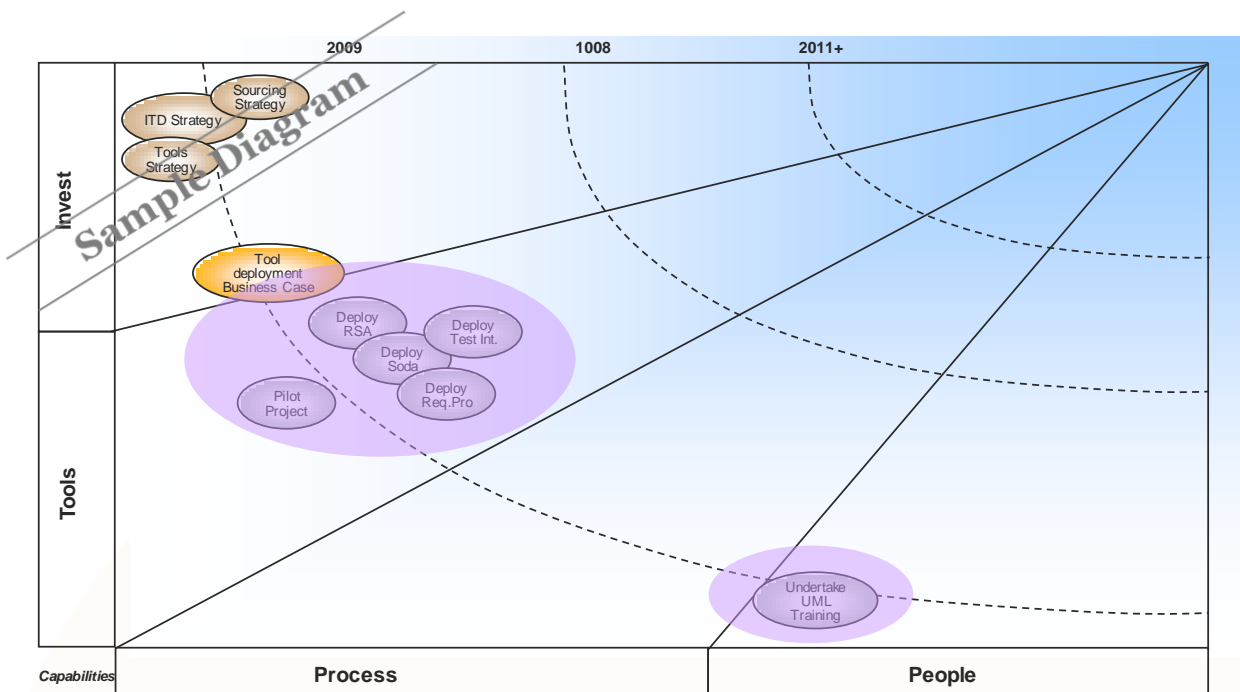 2009
1008
2011+
Sourcing
Strategy
ITD Strategy
Tools
Strategy
Sample Diagram
Invest
Tool
deployment
Business Case
Deploy
RSA
Deploy
Test Int.
Deploy
Soda
Deploy
Req.Pro
Pilot
Project
Tools
Undertake
UML
Training
Capabilities
Process
People